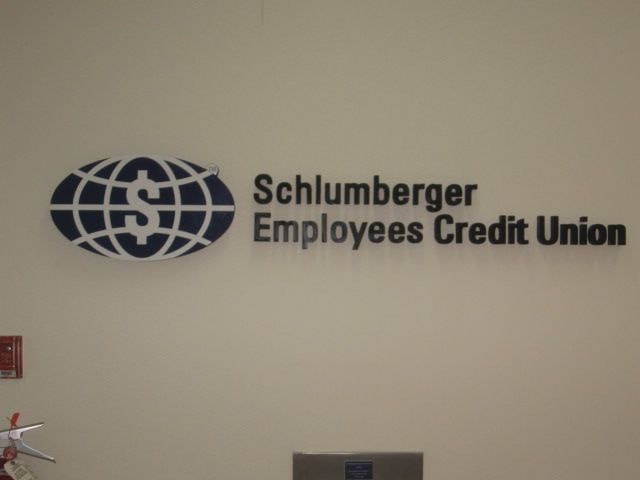 $
Schlumberger
Employees Credit Union